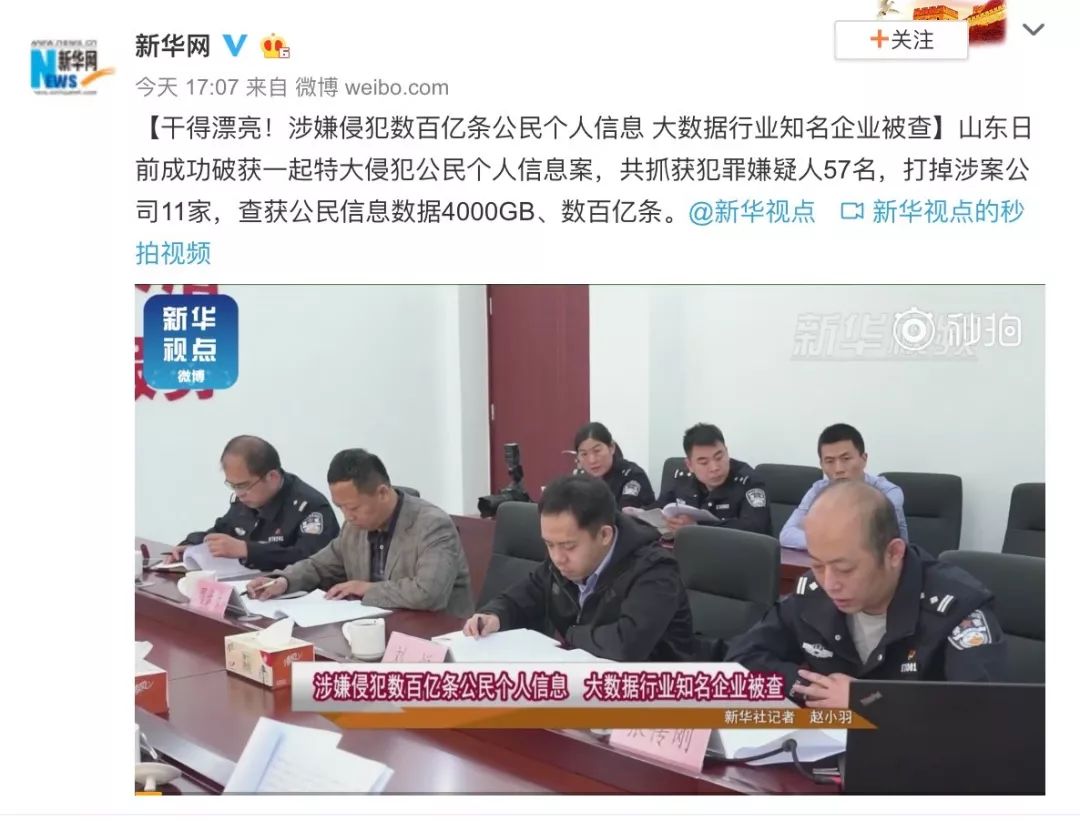 www.news.cn
新华网
NEWS
新华网
+关注
今天 17:07 来自 微博 weibo.com
【干得漂亮！涉嫌侵犯数百亿条公民个人信息 大数据行业知名企业被查】山东日
前成功破获一起特大侵犯公民个人信息案，共抓获犯罪嫌疑人57名，打掉涉案公
司11家，查获公民信息数据4000GB、数百亿条。@新华视点 新华视点的秒
拍视频
新华
视点
微博
新华视频
秒拍
涉嫌侵犯数百亿条公民个人信息 大数据行业知名企业被查
新华社记者 赵小羽